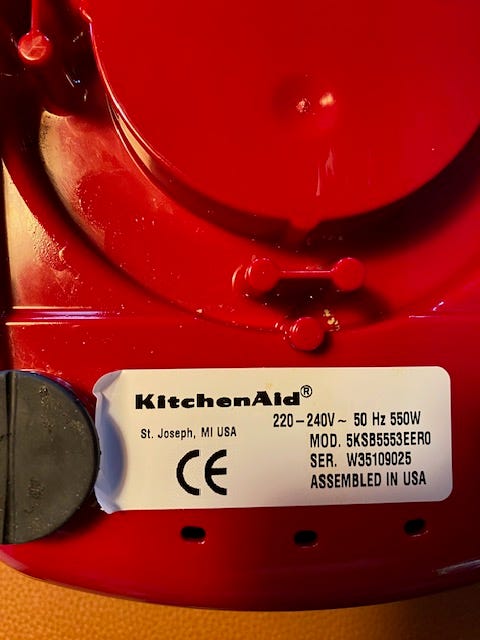 KitchenAid®
220-240V~ 50 Hz 550W
St. Joseph, MI USA
MOD. 5KSB5553EER0
CE
SER. W35109025
ASSEMBLED IN USA